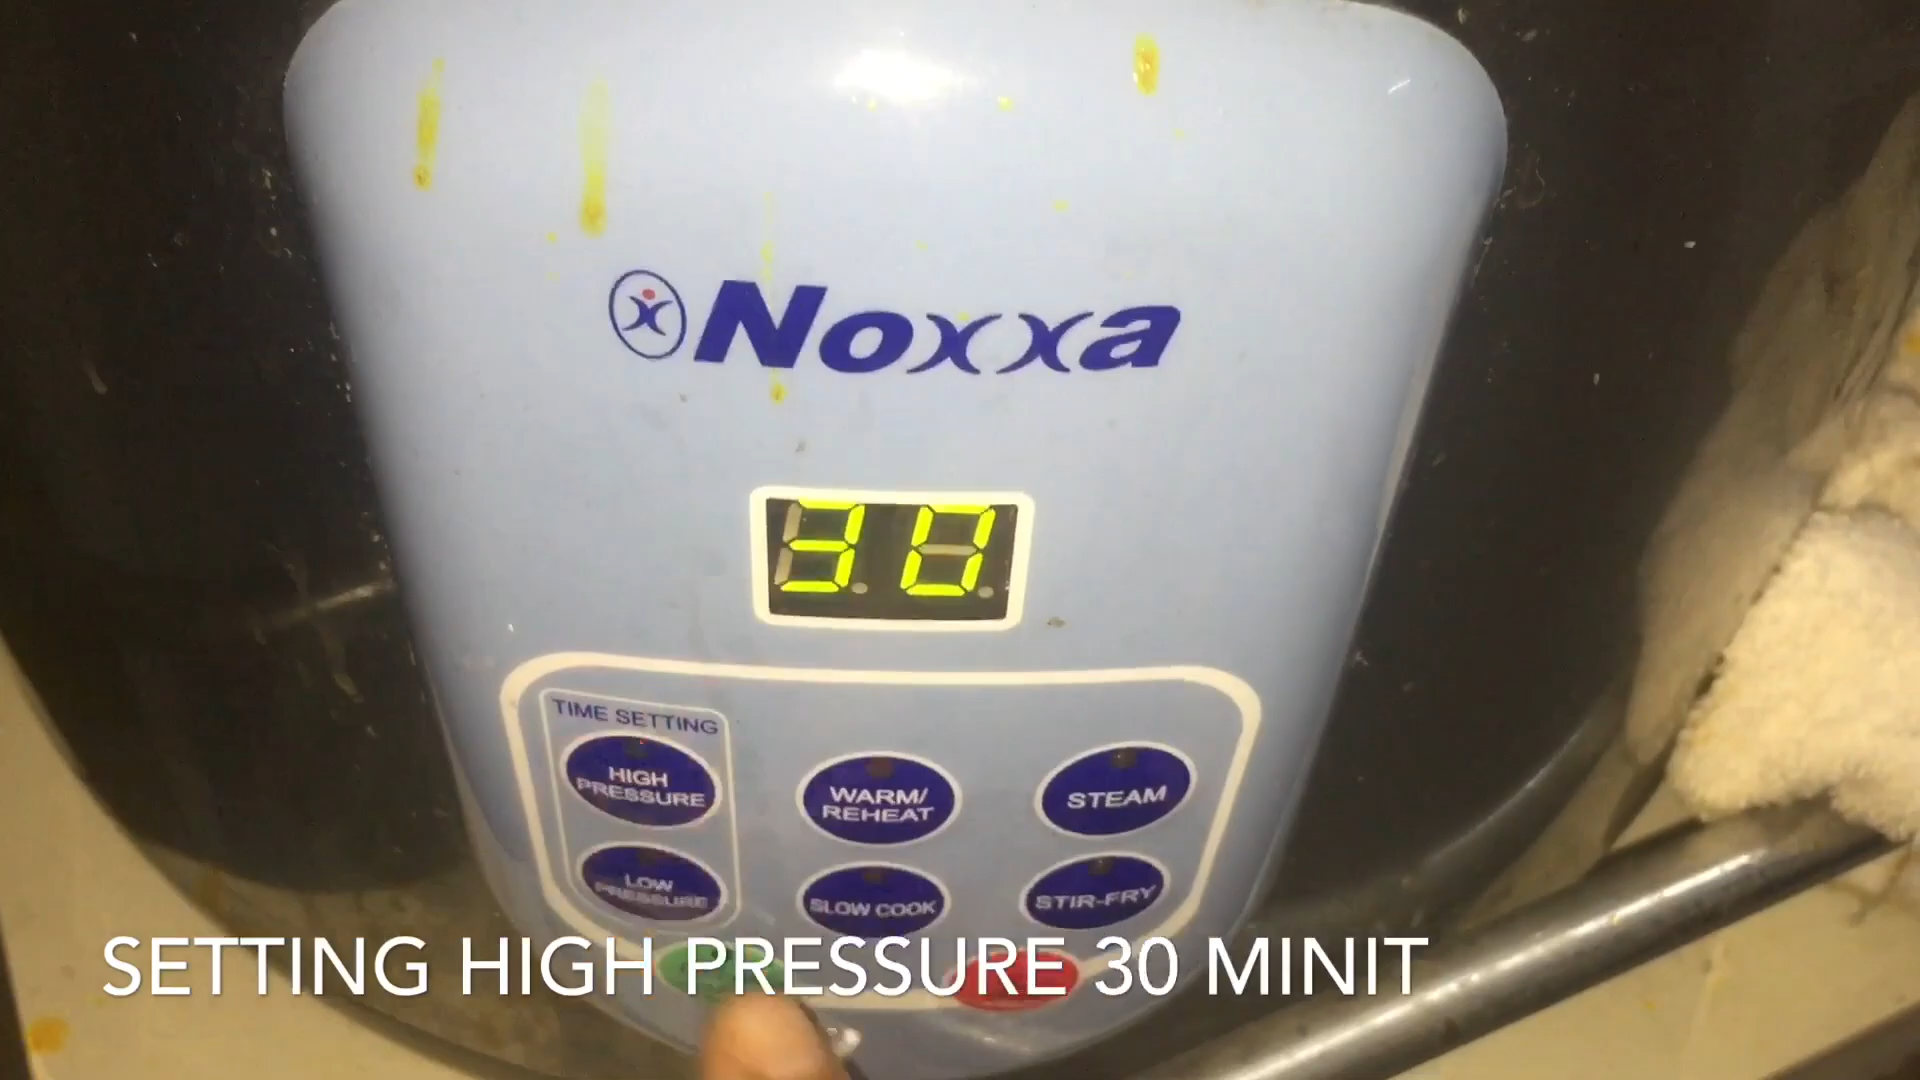 Noxxa
30
TIME SETTING
HIGH
PRESSURE
WARM/
REHEAT
STEAM
LOW
PRESSURE
SLOW COOK
STIR-FRY
SETTING HIGH PRESSURE 30 MINIT